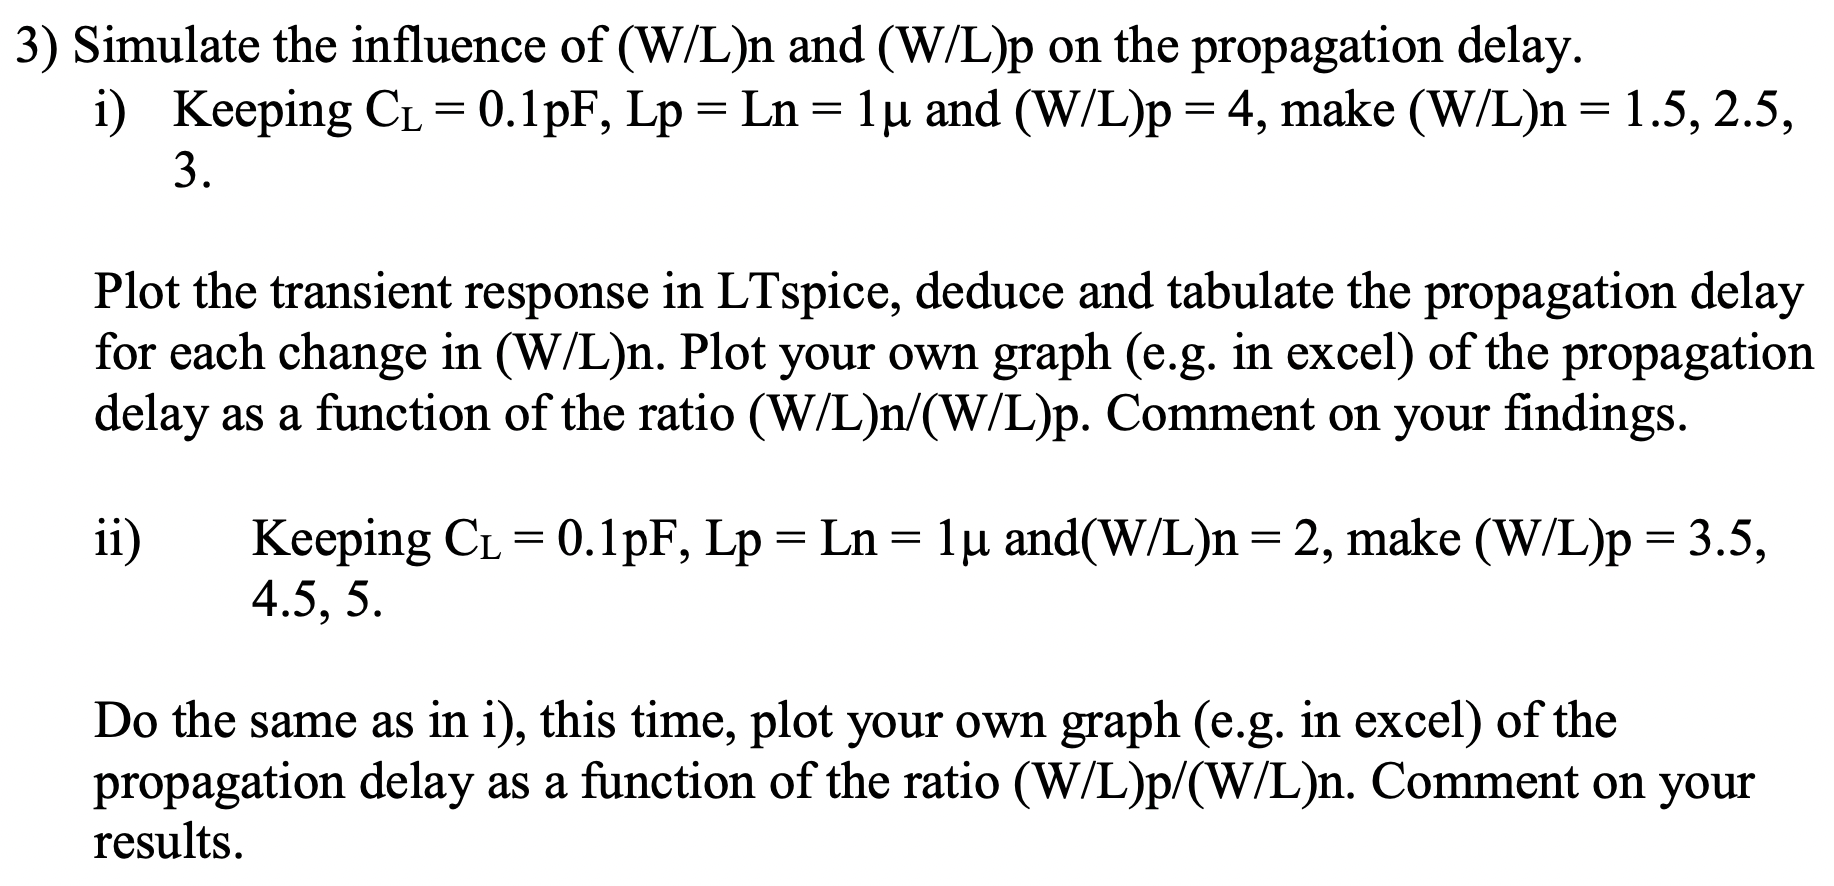 3) Simulate the influence of (W/L)n and (W/L)p on the propagation delay.
i) Keeping CL = 0.1pF, Lp = Ln = 1μ and (W/L)p = 4, make (W/L)n = 1.5, 2.5,
3.
Plot the transient response in LTspice, deduce and tabulate the propagation delay
for each change in (W/L)n. Plot your own graph (e.g. in excel) of the propagation
delay as a function of the ratio (W/L)n/(W/L)p. Comment on your findings.
ii) Keeping CL = 0.1pF, Lp = Ln = 1μ and(W/L)n = 2, make (W/L)p = 3.5,
4.5, 5.
Do the same as in i), this time, plot your own graph (e.g. in excel) of the
propagation delay as a function of the ratio (W/L)p/(W/L)n. Comment on your
results.